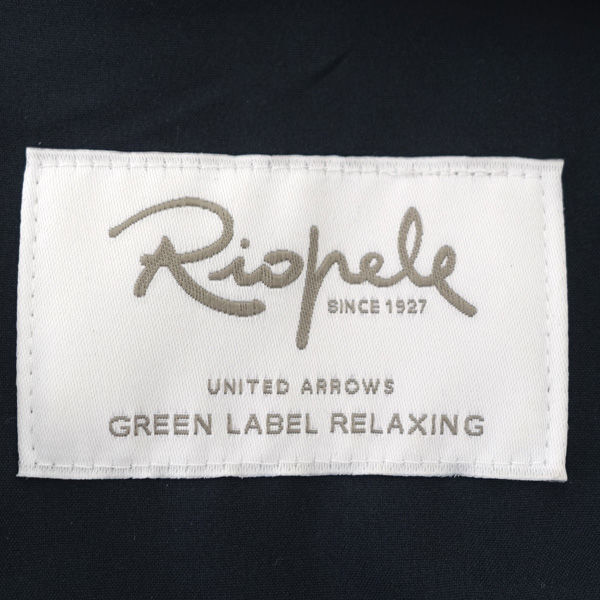 Riopele
SINCE 1927
UNITED ARROWS
GREEN LABEL RELAXING